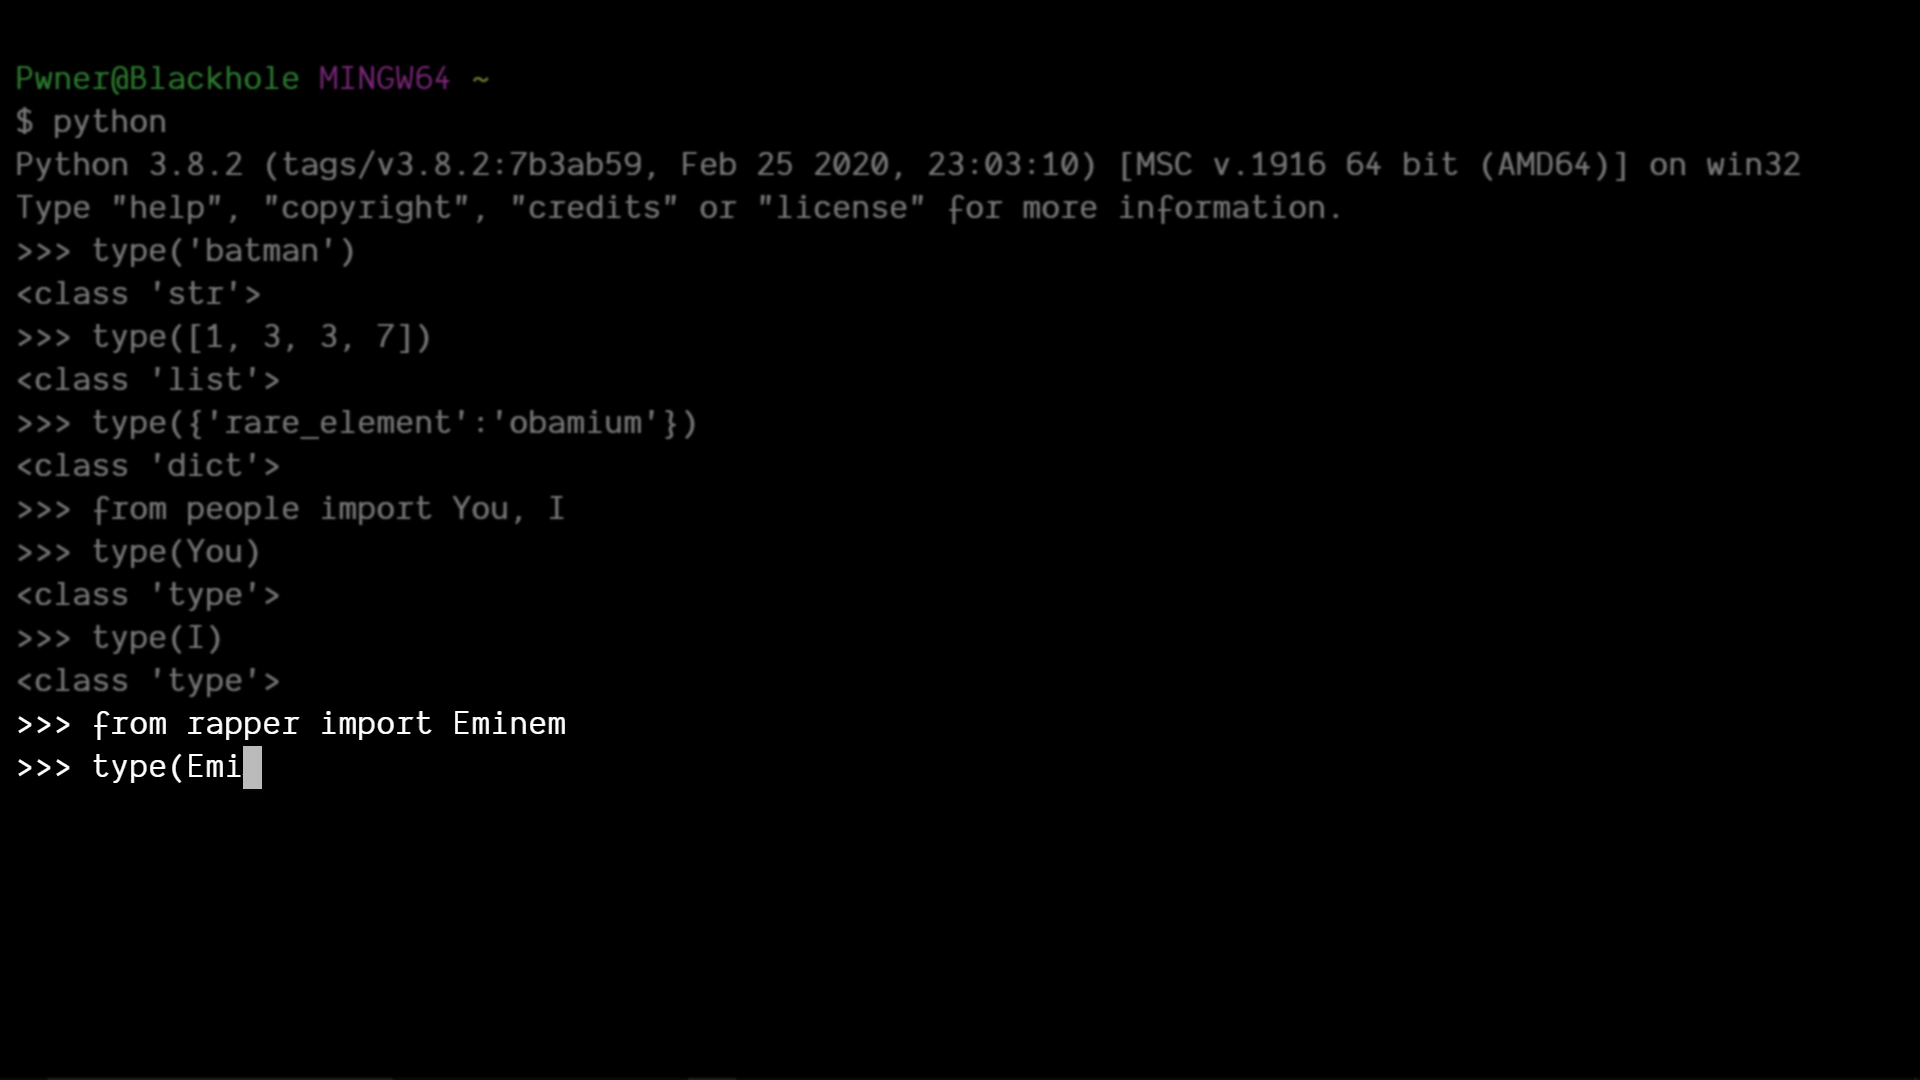 Pwner@Blackhole MINGW64 ~
$ python
Python 3.8.2 (tags/v3.8.2:7b3ab59, Feb 25 2020, 23:03:10) [MSC v.1916 64 bit (AMD64)] on win32
Type "help", "copyright", "credits" or "license" for more information.
>>> type('batman')
<class 'str'>
>>> type([1, 3, 3, 7])
<class 'list'>
>>> type({'rare_element':'obamium'})
<class 'dict'>
>>> from people import You, I
>>> type(You)
<class 'type'>
>>> type(I)
<class 'type'>
>>> from rapper import Eminem
>>> type(Emi